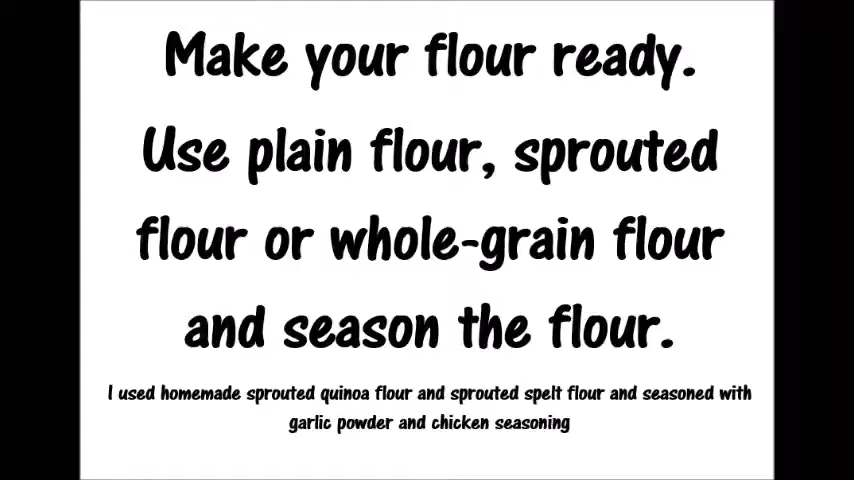 Make your flour ready.
Use plain flour, sprouted
flour or whole-grain flour
and season the flour.
I used homemade sprouted quinoa flour and sprouted spelt flour and seasoned with
garlic powder and chicken seasoning